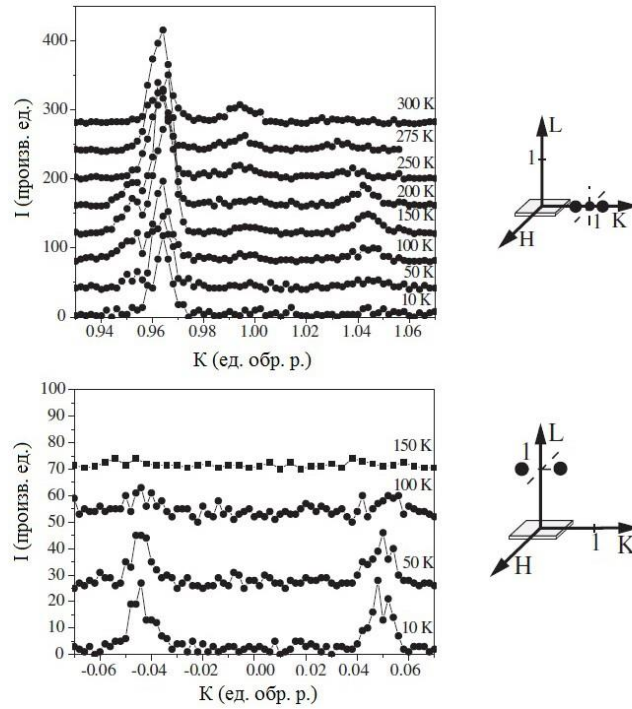 I (произв. ед.)
400
300
200
100
0
300 K
275 K
250 K
200 K
150 K
100 K
50 K
10 K
0.94 0.96 0.98 1.00 1.02 1.04 1.06
К (ед. обр. р.)
L
1
1
K
H
I (произв. ед.)
100
90
80
70
60
50
40
30
20
10
0
150 K
100 K
50 K
10 K
-0.06 -0.04 -0.02 0.00 0.02 0.04 0.06
К (ед. обр. р.)
L
1
1
K
H